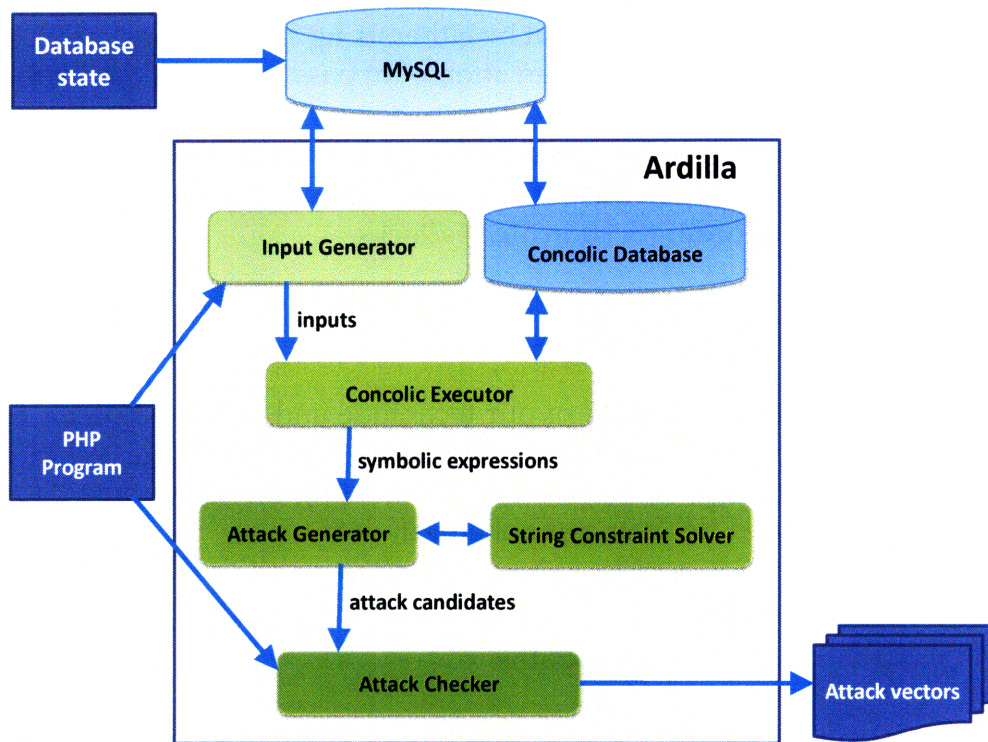 Database
state
MySQL
Ardilla
Input Generator
Concolic Database
inputs
Concolic Executor
PHP
Program
symbolic expressions
Attack Generator
String Constraint Solver
attack candidates
Attack Checker
Attack vectors